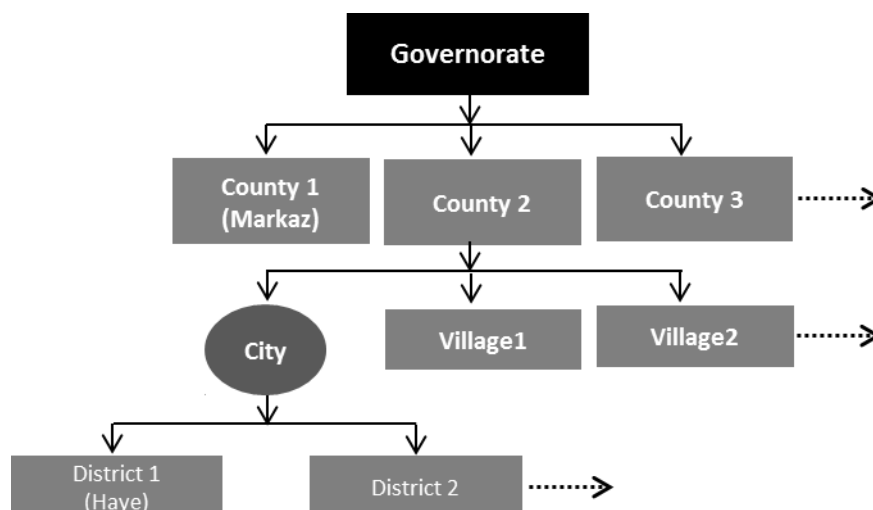 Governorate
County 1
(Markaz)
County 2
County 3
City
Village1
Village2
District 1
(Haye)
District 2